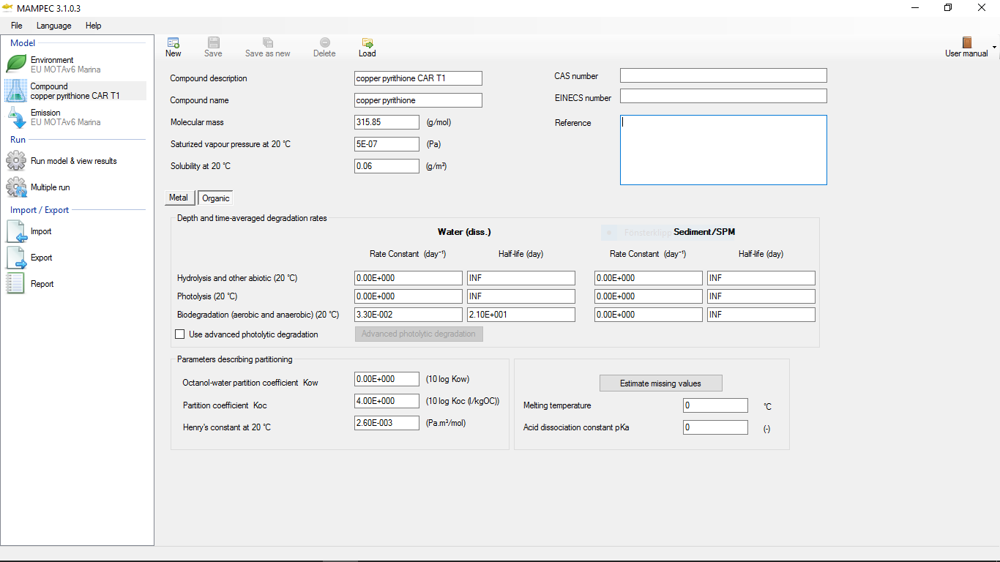 MAMPEC 3.1.0.3
File Language Help
Model
Environment
EU MOTAv6 Marina
Compound
copper pyrithione CAR T1
Emission
EU MOTAv6 Marina
Run
Run model & view results
Multiple run
Import / Export
Import
Export
Report
New Save Save as new Delete Load User manual
Compound description copper pyrithione CAR T1
Compound name copper pyrithione
Molecular mass 315.85 (g/mol)
Saturized vapour pressure at 20 °C 5E-07 (Pa)
Solubility at 20 °C 0.06 (g/m³)
CAS number
EINECS number
Reference
Metal Organic
Depth and time-averaged degradation rates
Water (diss.) Fönsterklipp Sediment/SPM
Rate Constant (day⁻¹) Half-life (day) Rate Constant (day⁻¹) Half-life (day)
Hydrolysis and other abiotic (20 °C) 0.00E+000 INF 0.00E+000 INF
Photolysis (20 °C) 0.00E+000 INF 0.00E+000 INF
Biodegradation (aerobic and anaerobic) (20 °C) 3.30E-002 2.10E+001 0.00E+000 INF
Use advanced photolytic degradation Advanced photolytic degradation
Parameters describing partitioning
Octanol-water partition coefficient Kow 0.00E+000 (10 log Kow)
Partition coefficient Koc 4.00E+000 (10 log Koc (l/kgOC))
Henry's constant at 20 °C 2.60E-003 (Pa.m³/mol)
Estimate missing values
Melting temperature 0 °C
Acid dissociation constant pKa 0 (-)